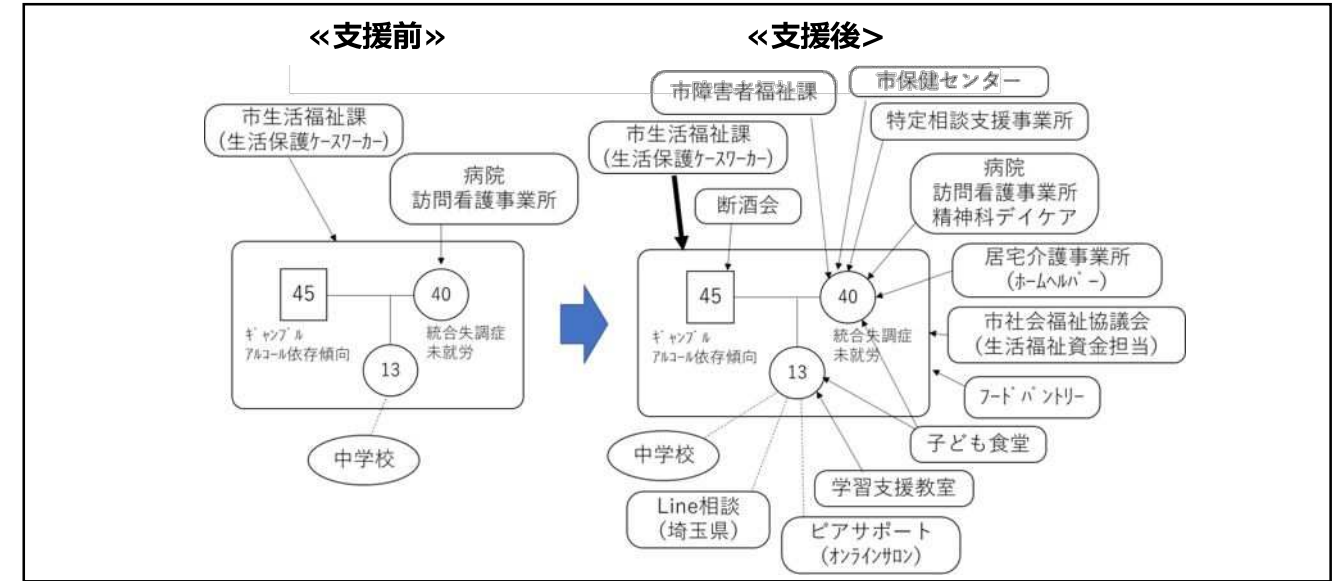 ≪支援前≫
市生活福祉課
(生活保護ｹｰｽﾜｰｶｰ)
病院
訪問看護事業所
45
40
ｷﾞｬﾝﾌﾞﾙ
ｱﾙｺｰﾙ依存傾向
統合失調症
未就労
13
中学校
≪支援後>
市障害者福祉課
市保健センター
市生活福祉課
(生活保護ｹｰｽﾜｰｶｰ)
特定相談支援事業所
断酒会
病院
訪問看護事業所
精神科デイケア
居宅介護事業所
(ﾎｰﾑﾍﾙﾊﾟｰ)
45
40
ｷﾞｬﾝﾌﾞﾙ
ｱﾙｺｰﾙ依存傾向
統合失調症
未就労
13
市社会福祉協議会
(生活福祉資金担当)
ﾌｰﾄﾞﾊﾟﾝﾄﾘｰ
子ども食堂
中学校
学習支援教室
Line相談
(埼玉県)
ピアサポート
(ｵﾝﾗｲﾝｻﾛﾝ)